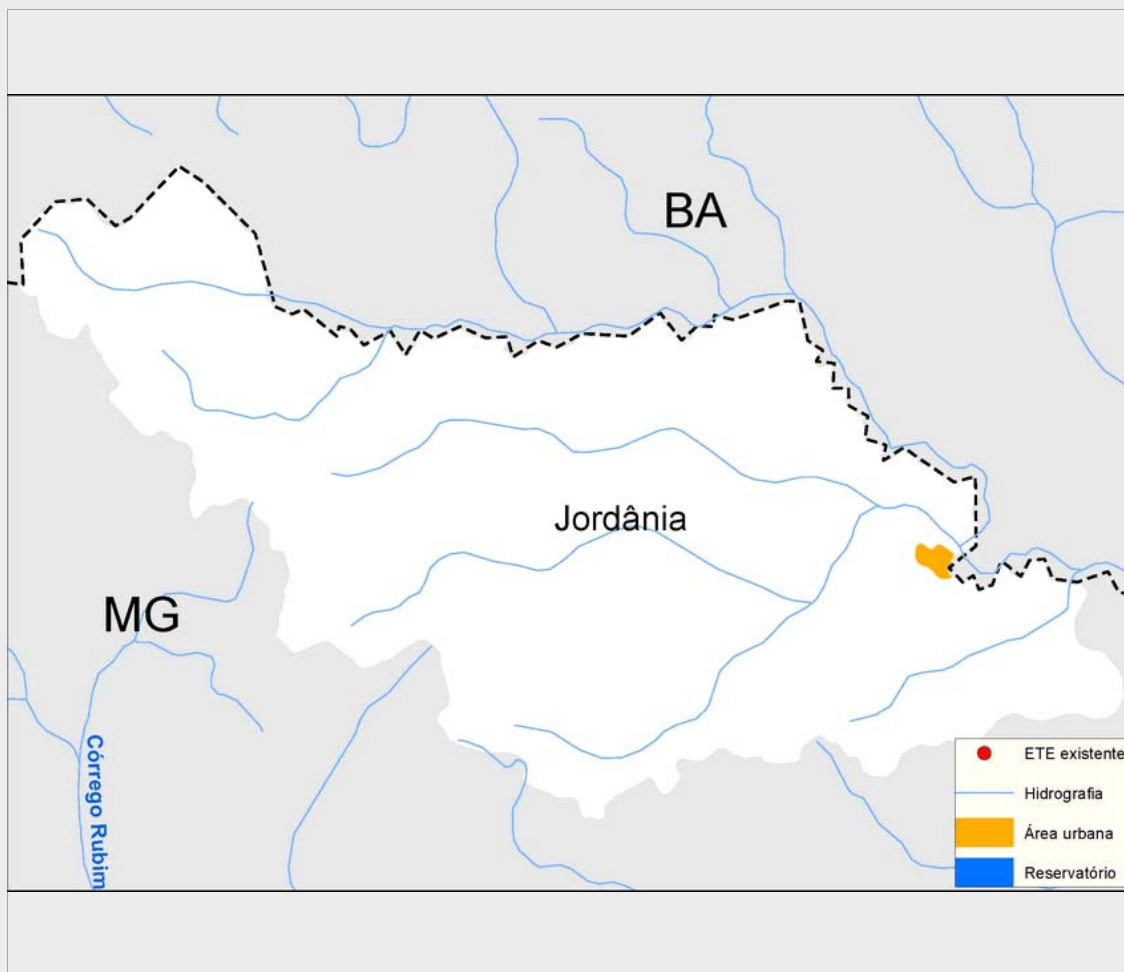 BA
Jordânia
MG
Córrego Rubim
ETE existente
Hidrografia
Área urbana
Reservatório